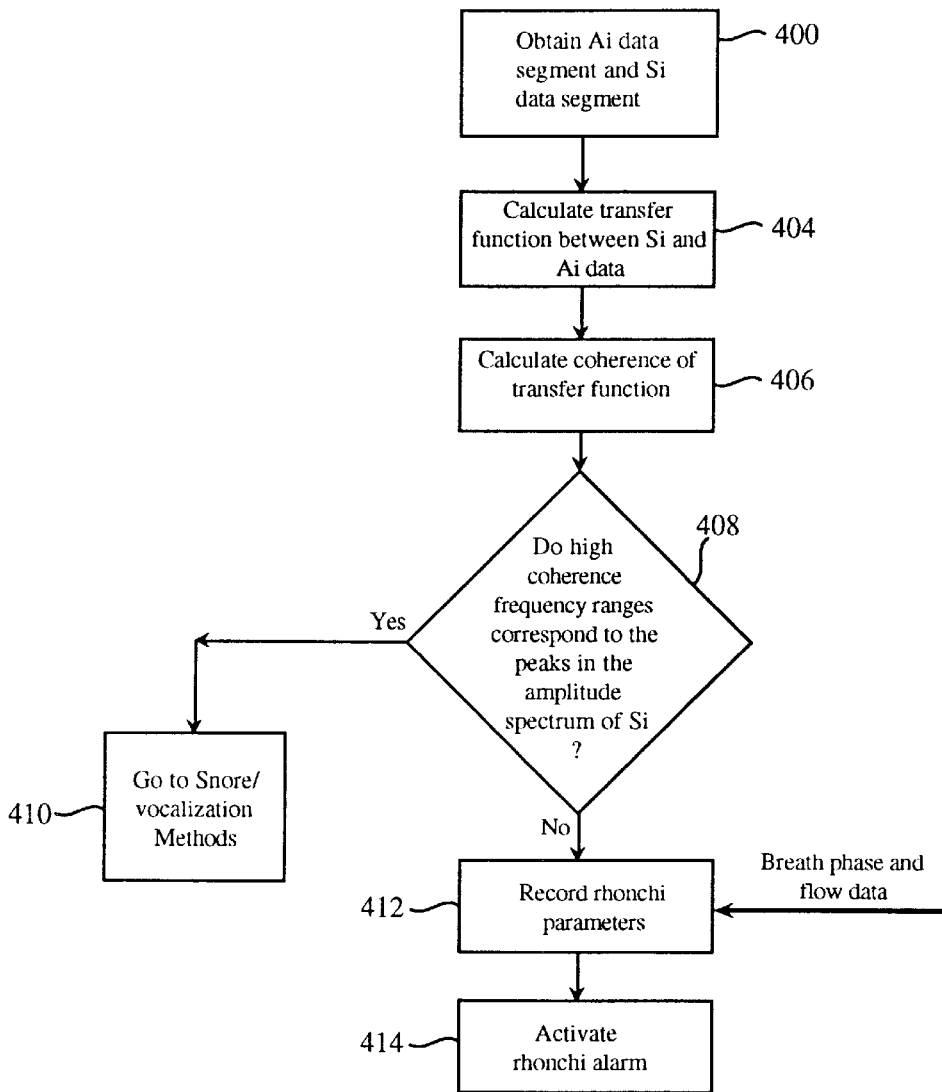 Obtain Ai data
segment and Si
data segment
400
Calculate transfer
function between Si and
Ai data
404
Calculate coherence of
transfer function
406
408
Do high
coherence
frequency ranges
correspond to the
peaks in the
amplitude
spectrum of Si
?
Yes
No
410
Go to Snore/
vocalization
Methods
412
Record rhonchi
parameters
Breath phase and
flow data
414
Activate
rhonchi alarm